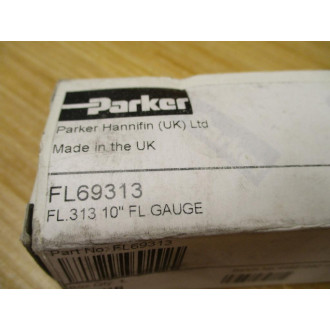 Parker
Parker Hannifin (UK) Ltd
Made in the UK
FL69313
FL.313 10" FL GAUGE
Part No: FL69313